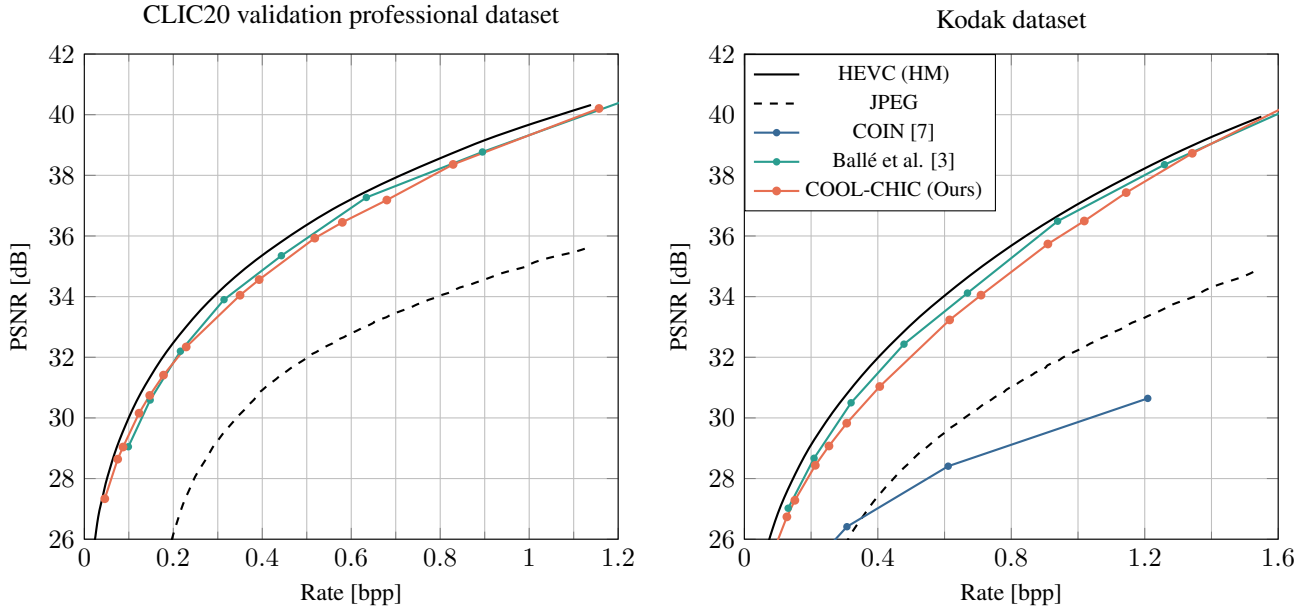 CLIC20 validation professional dataset
42
40
38
36
34
32
30
28
26
PSNR [dB]
0
0.2
0.4
0.6
0.8
1
1.2
Rate [bpp]
Kodak dataset
42
40
38
36
34
32
30
28
26
PSNR [dB]
HEVC (HM)
JPEG
COIN [7]
Ballé et al. [3]
COOL-CHIC (Ours)
0
0.4
0.8
1.2
1.6
Rate [bpp]